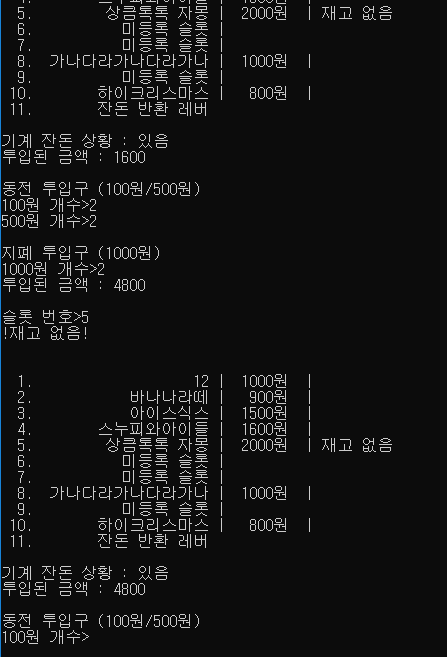 5. 상큼톡톡 자몽 | 2000원 | 재고 없음
6. 미등록 슬롯 |
7. 미등록 슬롯 |
8. 가나다라가나다라가나 | 1000원 |
9. 미등록 슬롯 |
10. 하이크리스마스 | 800원 |
11. 잔돈 반환 레버
기계 잔돈 상황 : 있음
투입된 금액 : 1600
동전 투입구 (100원/500원)
100원 개수>2
500원 개수>2
지폐 투입구 (1000원)
1000원 개수>2
투입된 금액 : 4800
슬롯 번호>5
!재고 없음!
1. 12 | 1000원 |
2. 바나나라떼 | 900원 |
3. 아이스식스 | 1500원 |
4. 스누피와아이들 | 1600원 |
5. 상큼톡톡 자몽 | 2000원 | 재고 없음
6. 미등록 슬롯 |
7. 미등록 슬롯 |
8. 가나다라가나다라가나 | 1000원 |
9. 미등록 슬롯 |
10. 하이크리스마스 | 800원 |
11. 잔돈 반환 레버
기계 잔돈 상황 : 있음
투입된 금액 : 4800
동전 투입구 (100원/500원)
100원 개수>